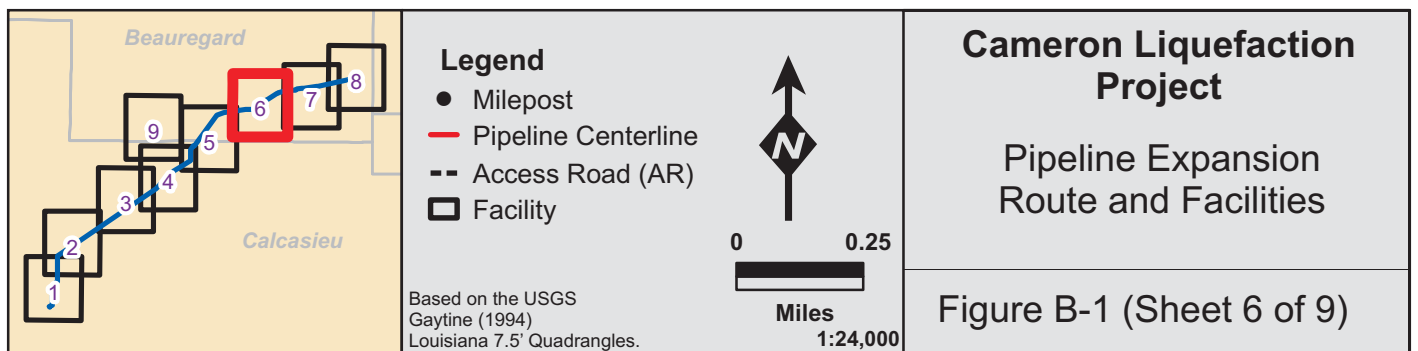 Beauregard
8
7
6
9
5
4
3
2
1
Calcasieu
Legend
Milepost
Pipeline Centerline
Access Road (AR)
Facility
Based on the USGS
Gaytine (1994)
Louisiana 7.5' Quadrangles.
N
0 0.25
Miles
1:24,000
Cameron Liquefaction
Project
Pipeline Expansion
Route and Facilities
Figure B-1 (Sheet 6 of 9)